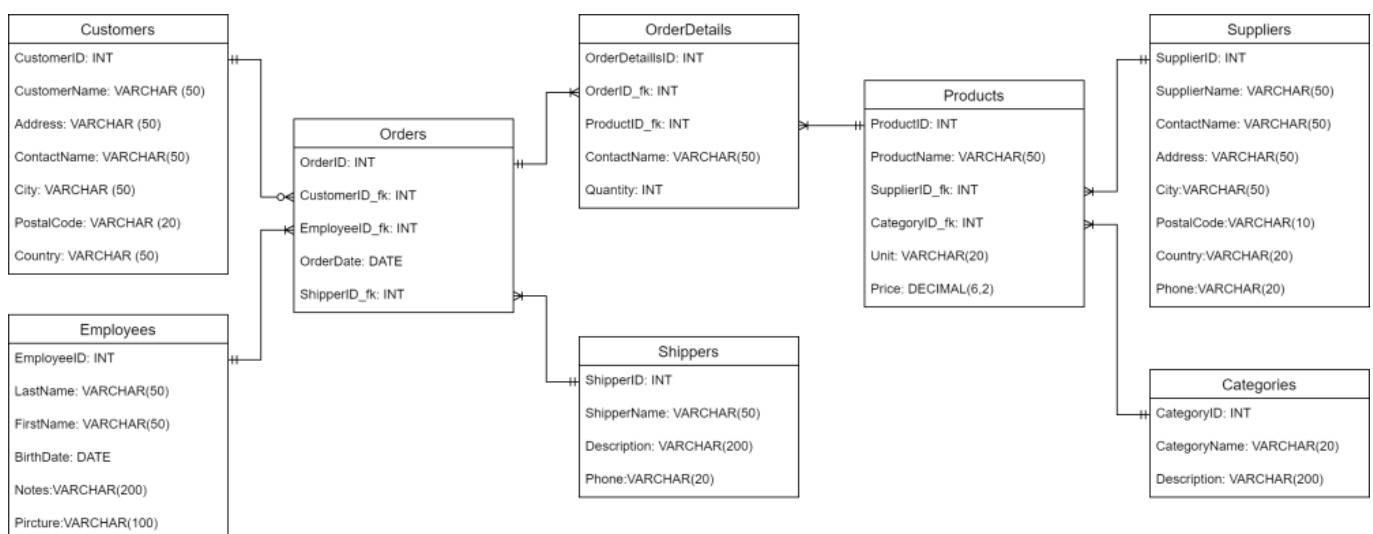 Customers
CustomerID: INT
CustomerName: VARCHAR (50)
Address: VARCHAR (50)
ContactName: VARCHAR(50)
City: VARCHAR (50)
PostalCode: VARCHAR (20)
Country: VARCHAR (50)
Employees
EmployeeID: INT
LastName: VARCHAR(50)
FirstName: VARCHAR(50)
BirthDate: DATE
Notes:VARCHAR(200)
Pircture:VARCHAR(100)
Orders
OrderID: INT
CustomerID_fk: INT
EmployeeID_fk: INT
OrderDate: DATE
ShipperID_fk: INT
OrderDetails
OrderDetaillsID: INT
OrderID_fk: INT
ProductID_fk: INT
ContactName: VARCHAR(50)
Quantity: INT
Shippers
ShipperID: INT
ShipperName: VARCHAR(50)
Description: VARCHAR(200)
Phone:VARCHAR(20)
Products
ProductID: INT
ProductName: VARCHAR(50)
SupplierID_fk: INT
CategoryID_fk: INT
Unit: VARCHAR(20)
Price: DECIMAL(6,2)
Suppliers
SupplierID: INT
SupplierName: VARCHAR(50)
ContactName: VARCHAR(50)
Address: VARCHAR(50)
City:VARCHAR(50)
PostalCode:VARCHAR(10)
Country:VARCHAR(20)
Phone:VARCHAR(20)
Categories
CategoryID: INT
CategoryName: VARCHAR(20)
Description: VARCHAR(200)